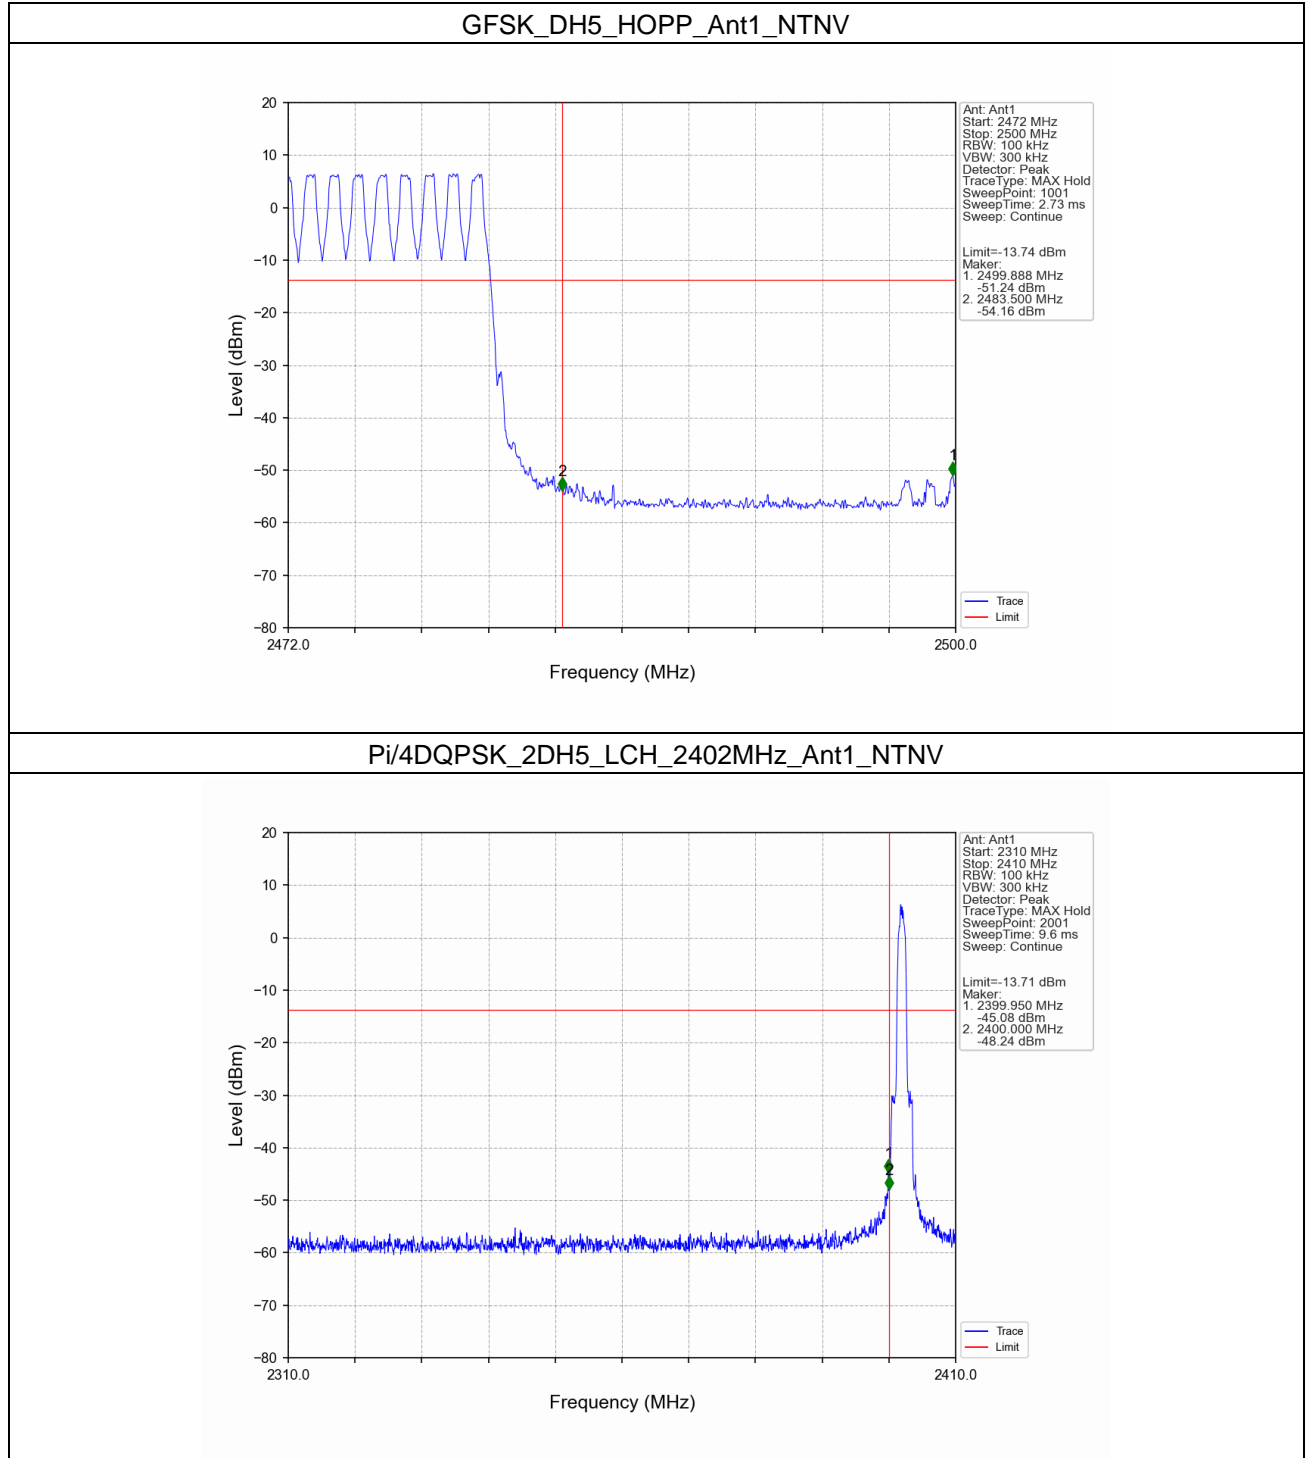 GFSK_DH5_HOPP_Ant1_NTNV
20
10
0
−10
−20
−30
−40
−50
−60
−70
−80
Level (dBm)
2472.0
2500.0
Frequency (MHz)
2
1
Ant: Ant1
Start: 2472 MHz
Stop: 2500 MHz
RBW: 100 kHz
VBW: 300 kHz
Detector: Peak
TraceType: MAX Hold
SweepPoint: 1001
SweepTime: 2.73 ms
Sweep: Continue
Limit=-13.74 dBm
Maker:
1. 2499.888 MHz
-51.24 dBm
2. 2483.500 MHz
-54.16 dBm
Trace
Limit
Pi/4DQPSK_2DH5_LCH_2402MHz_Ant1_NTNV
20
10
0
−10
−20
−30
−40
−50
−60
−70
−80
Level (dBm)
2310.0
2410.0
Frequency (MHz)
1
2
Ant: Ant1
Start: 2310 MHz
Stop: 2410 MHz
RBW: 100 kHz
VBW: 300 kHz
Detector: Peak
TraceType: MAX Hold
SweepPoint: 2001
SweepTime: 9.6 ms
Sweep: Continue
Limit=-13.71 dBm
Maker:
1. 2399.950 MHz
-45.08 dBm
2. 2400.000 MHz
-48.24 dBm
Trace
Limit